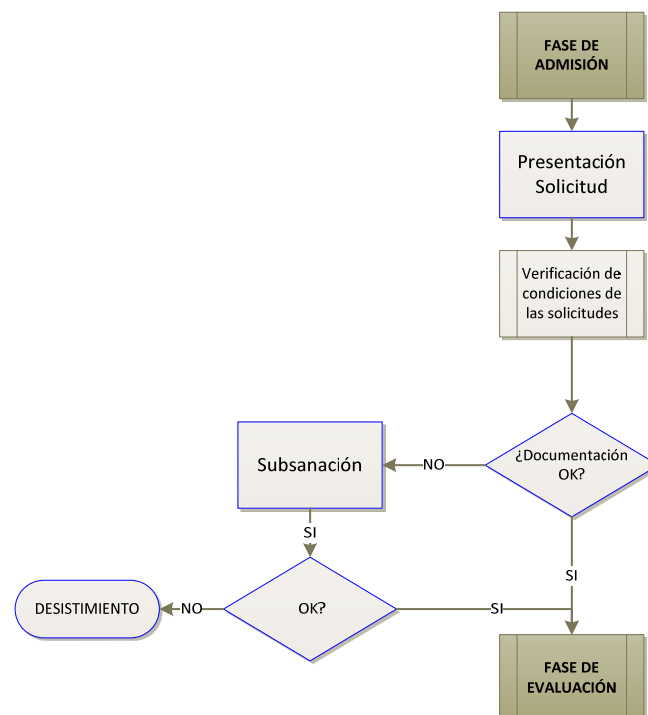 FASE DE
ADMISIÓN
Presentación
Solicitud
Verificación de
condiciones de
las solicitudes
¿Documentación
OK?
NO
Subsanación
SI
SI
OK?
NO
DESISTIMIENTO
SI
FASE DE
EVALUACIÓN